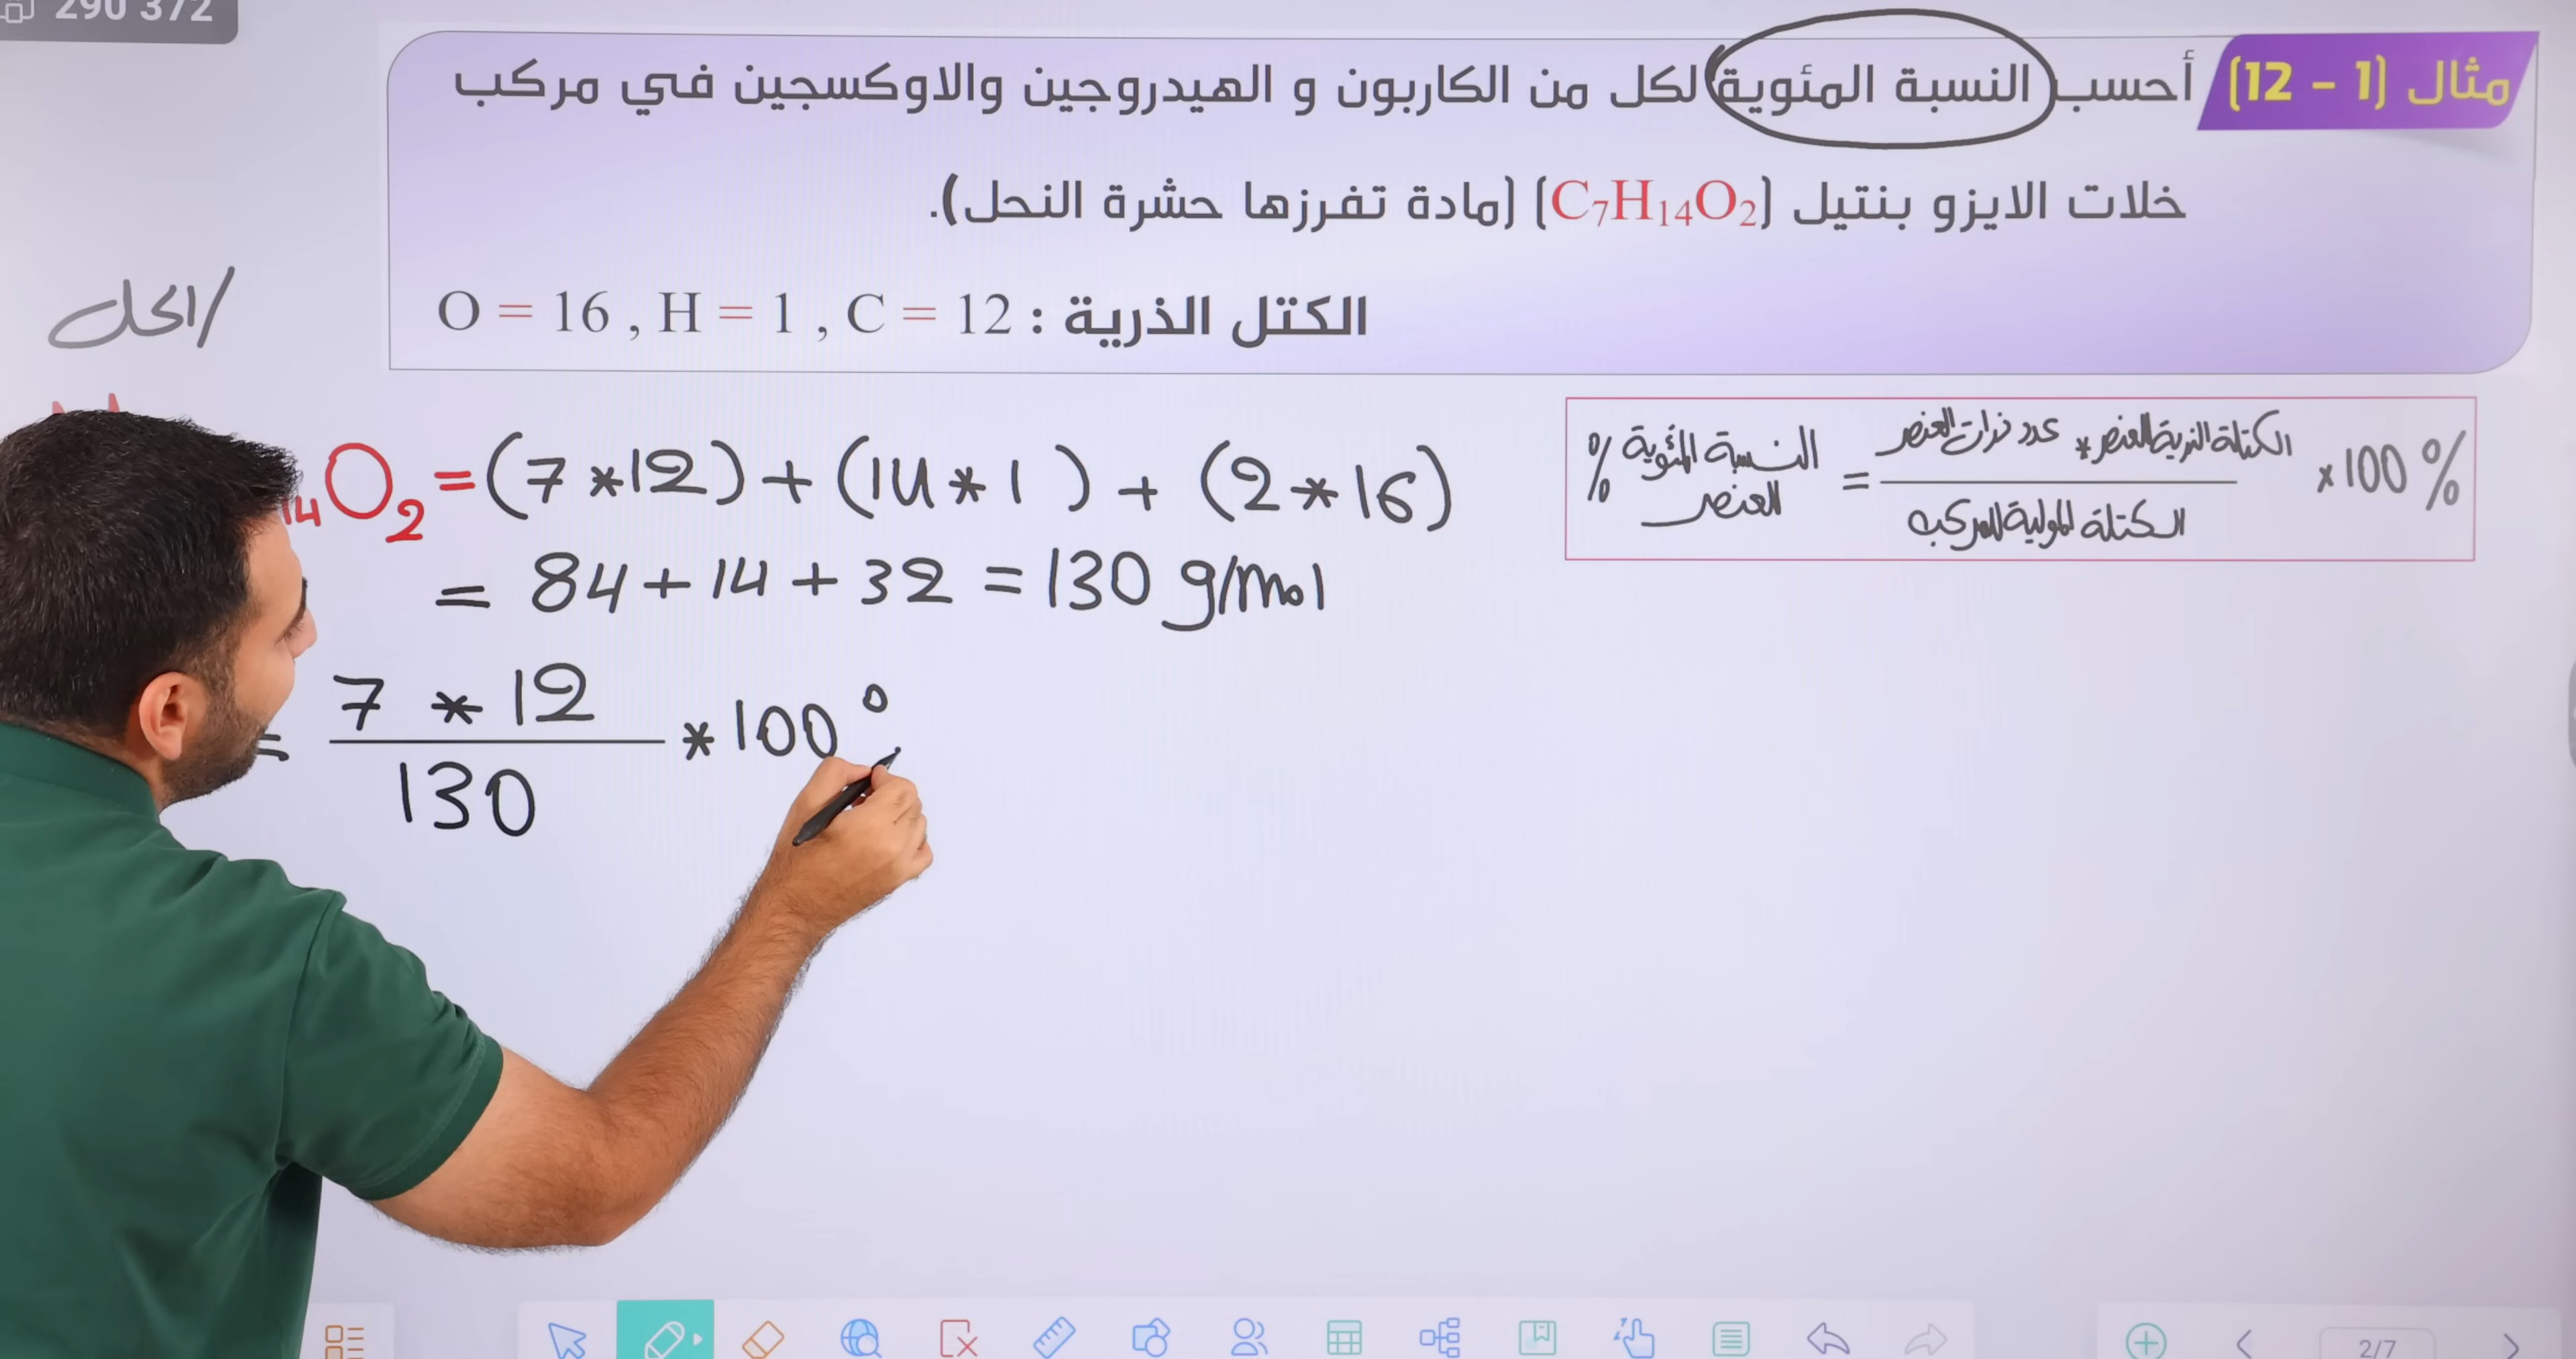 290 372
مثال (1 - 12) أحسب النسبة المئوية لكل من الكاربون و الهيدروجين والاوكسجين في مركب
خلات الايزو بنتيل (C₇H₁₄O₂) (مادة تفرزها حشرة النحل).
الكتل الذرية : O = 16 , H = 1 , C = 12
الحل/
النسبة المئوية % العنصر = الكتلة الذرية للعنصر * عدد ذرات العنصر / الكتلة المولية للمركب × 100 %
₁₄O₂ = (7 * 12) + (14 * 1 ) + (2 * 16)
= 84 + 14 + 32 = 130 g/mol
= 7 * 12 / 130 * 100 °
2/7